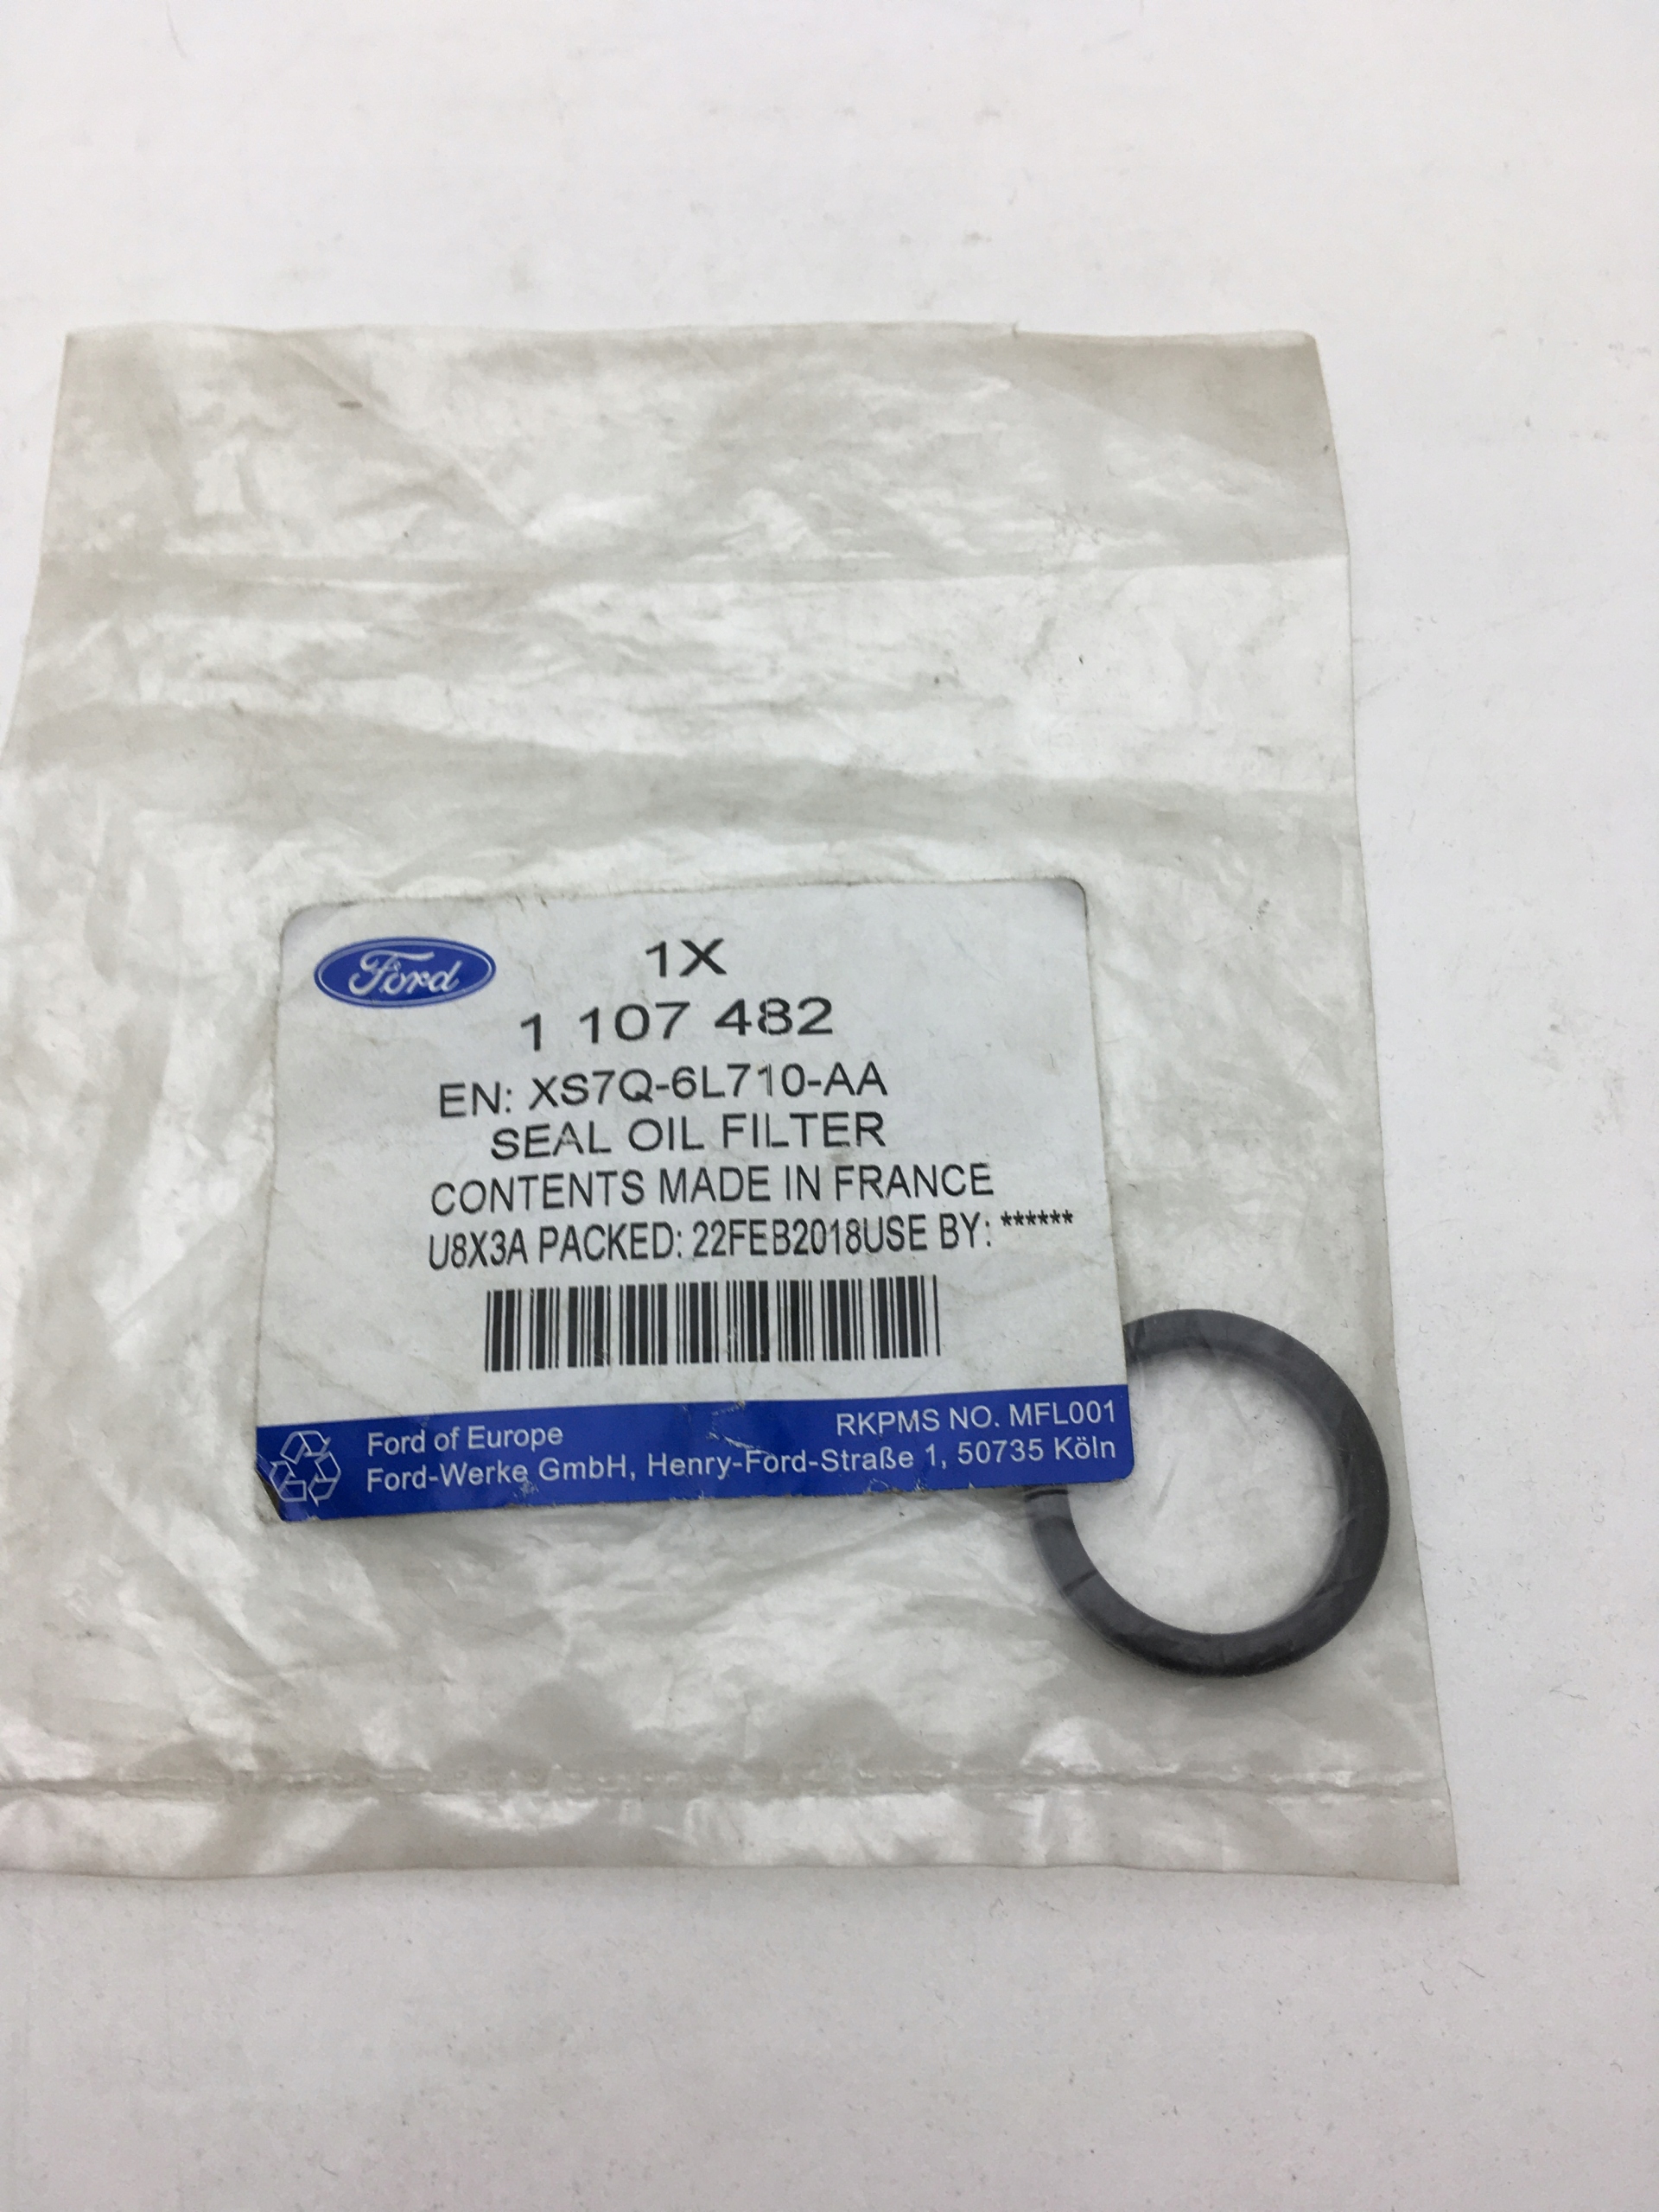 Ford
1X
1 107 482
EN: XS7Q-6L710-AA
SEAL OIL FILTER
CONTENTS MADE IN FRANCE
U8X3A PACKED: 22FEB2018USE BY: ******
Ford of Europe
RKPMS NO. MFL001
Ford-Werke GmbH, Henry-Ford-Straße 1, 50735 Köln